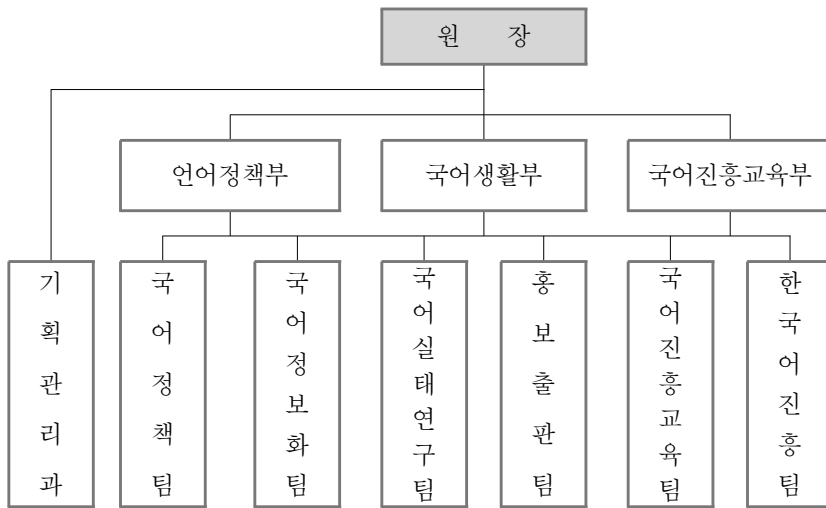 원 장
언어정책부
국어생활부
국어진흥교육부
기획관리과
국어정책팀
국어정보화팀
국어실태연구팀
홍보출판팀
국어진흥교육팀
한국어진흥팀